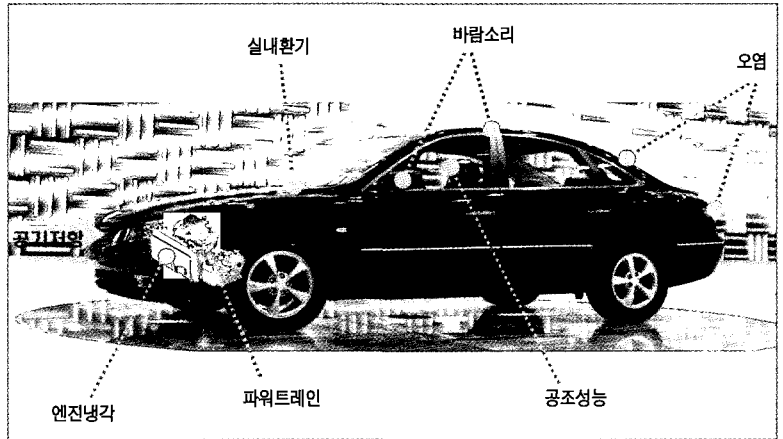 바람소리
실내환기
오염
공기저항
파워트레인
공조성능
엔진냉각